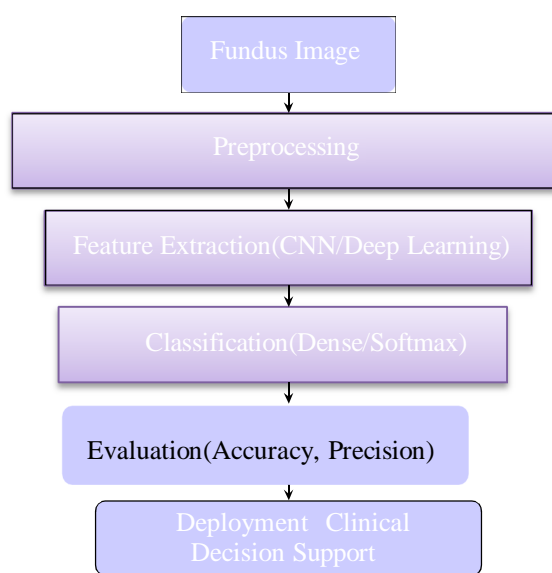 Fundus Image
Preprocessing
Feature Extraction(CNN/Deep Learning)
Classification(Dense/Softmax)
Evaluation(Accuracy, Precision)
Deployment Clinical
Decision Support